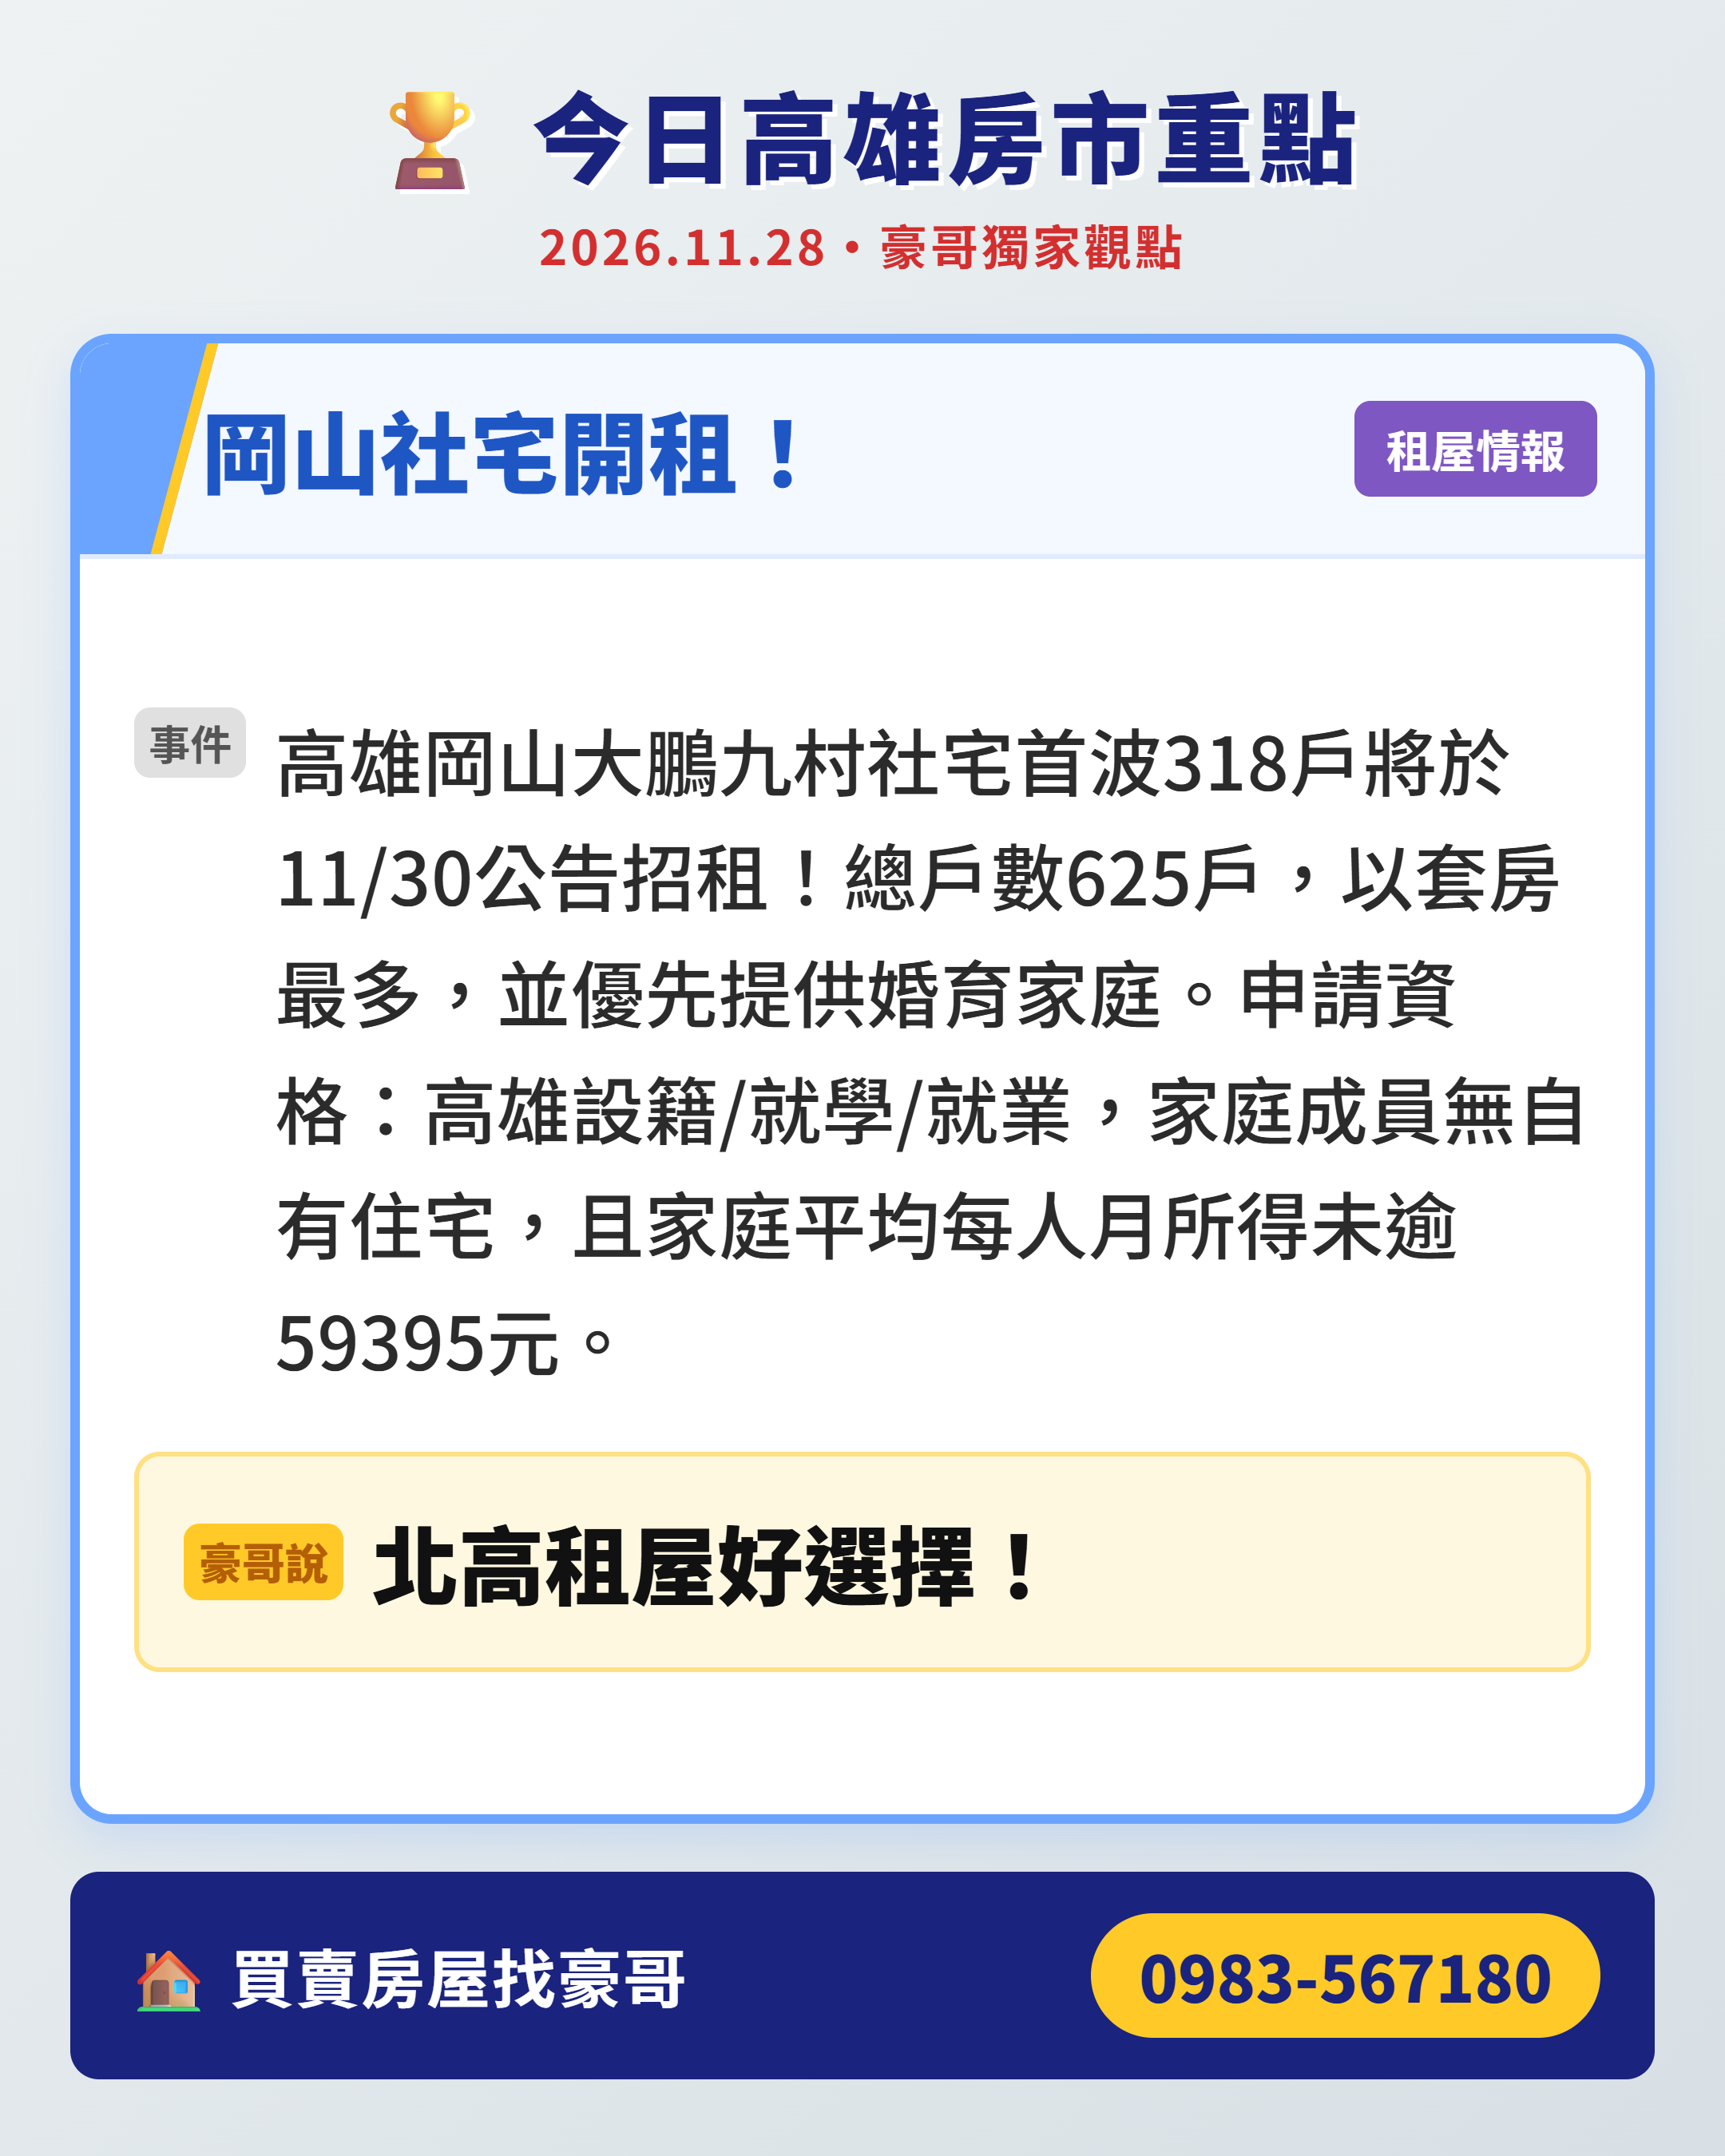 🏆 今日高雄房市重點
2026.11.28•豪哥獨家觀點
岡山社宅開租！
租屋情報
事件
高雄岡山大鵬九村社宅首波318戶將於
11/30公告招租！總戶數625戶，以套房
最多，並優先提供婚育家庭。申請資
格：高雄設籍/就學/就業，家庭成員無自
有住宅，且家庭平均每人月所得未逾
59395元。
豪哥說
北高租屋好選擇！
🏠 買賣房屋找豪哥
0983-567180